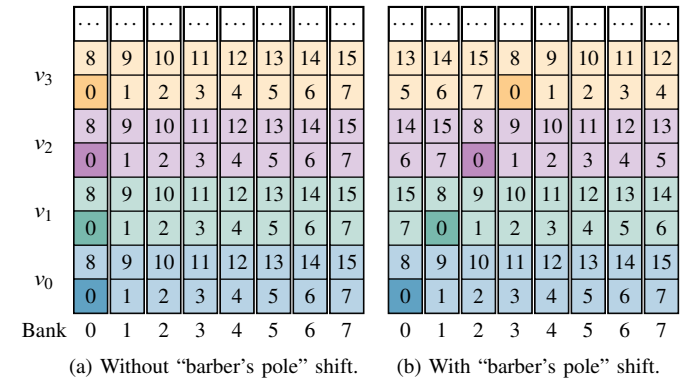 ... ... ... ... ... ... ... ... ... ... ... ... ... ... ... ...
8 9 10 11 12 13 14 15 13 14 15 8 9 10 11 12
v3
0 1 2 3 4 5 6 7 5 6 7 0 1 2 3 4
8 9 10 11 12 13 14 15 14 15 8 9 10 11 12 13
v2
0 1 2 3 4 5 6 7 6 7 0 1 2 3 4 5
8 9 10 11 12 13 14 15 15 8 9 10 11 12 13 14
v1
0 1 2 3 4 5 6 7 7 0 1 2 3 4 5 6
8 9 10 11 12 13 14 15 8 9 10 11 12 13 14 15
v0
0 1 2 3 4 5 6 7 0 1 2 3 4 5 6 7
Bank 0 1 2 3 4 5 6 7 0 1 2 3 4 5 6 7
(a) Without “barber’s pole” shift. (b) With “barber’s pole” shift.